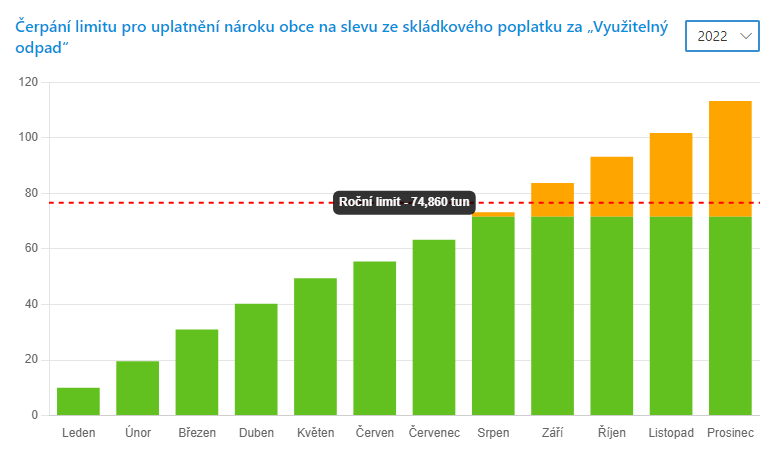 Čerpání limitu pro uplatnění nároku obce na slevu ze skládkového poplatku za „Využitelný
odpad“
2022
120
100
80
60
40
20
0
Roční limit - 74,860 tun
Leden Únor Březen Duben Květen Červen Červenec Srpen Září Říjen Listopad Prosinec